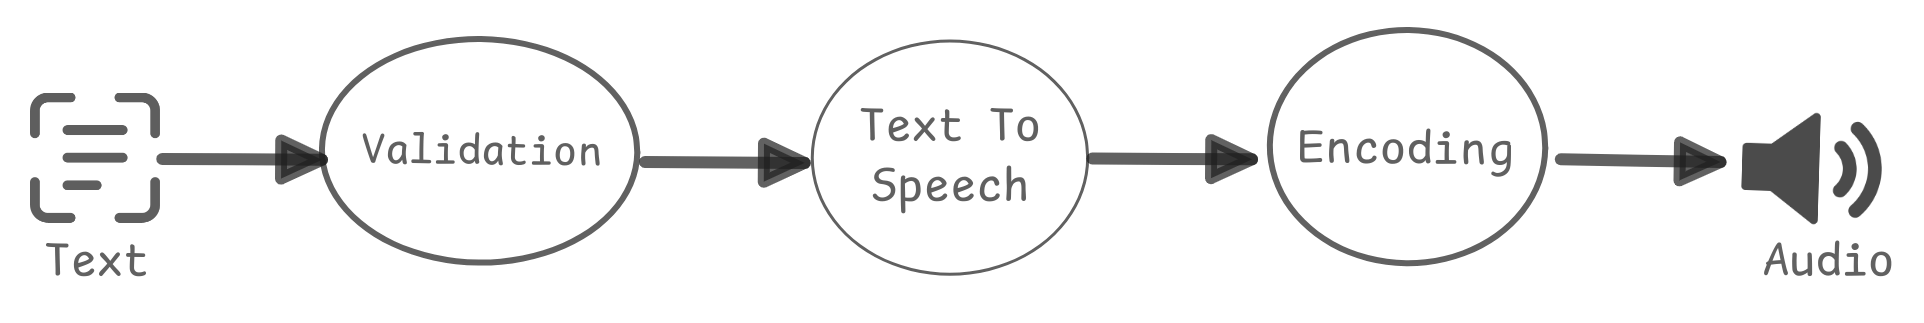 Text
Validation
Text To
Speech
Encoding
Audio